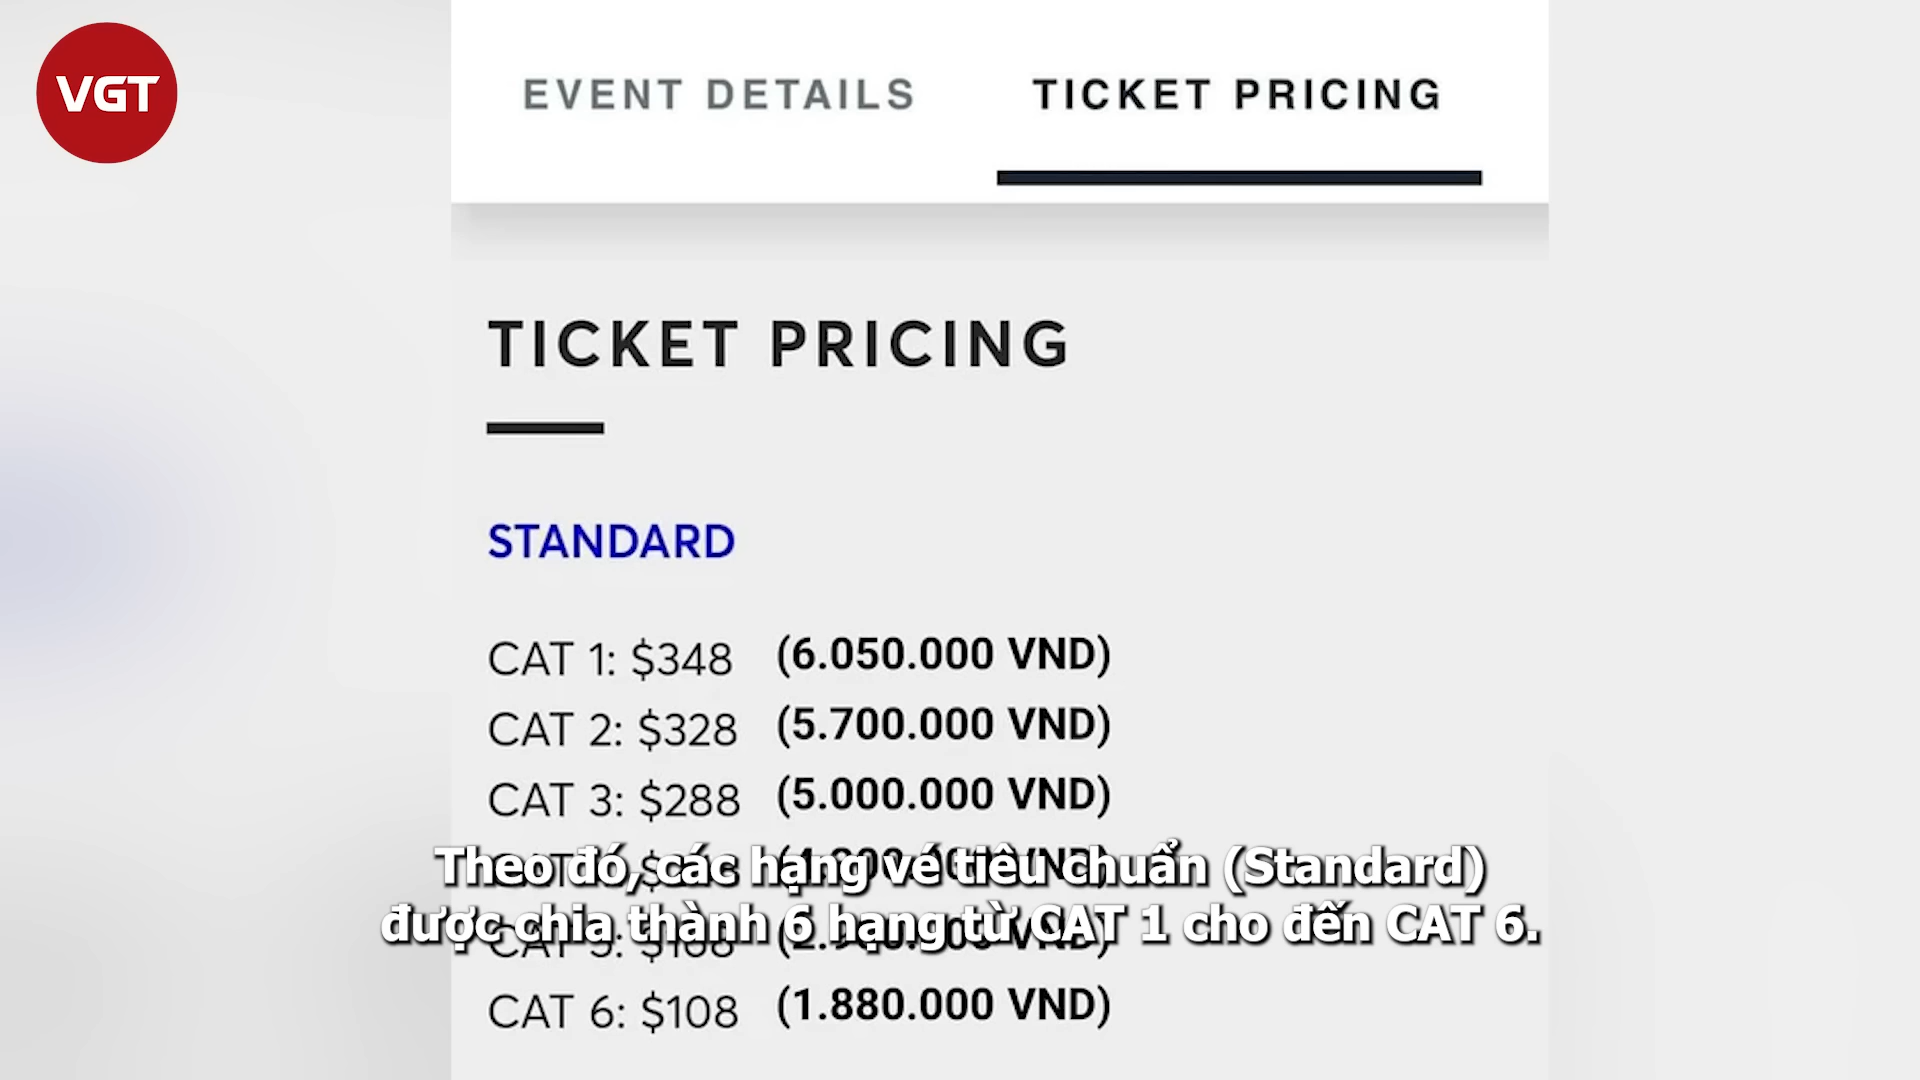 VGT
EVENT DETAILS
TICKET PRICING
TICKET PRICING
STANDARD
CAT 1: $348 (6.050.000 VND)
CAT 2: $328 (5.700.000 VND)
CAT 3: $288 (5.000.000 VND)
Theo đó, các hạng vé tiêu chuẩn (Standard)
được chia thành 6 hạng từ CAT 1 cho đến CAT 6.
CAT 6: $108 (1.880.000 VND)